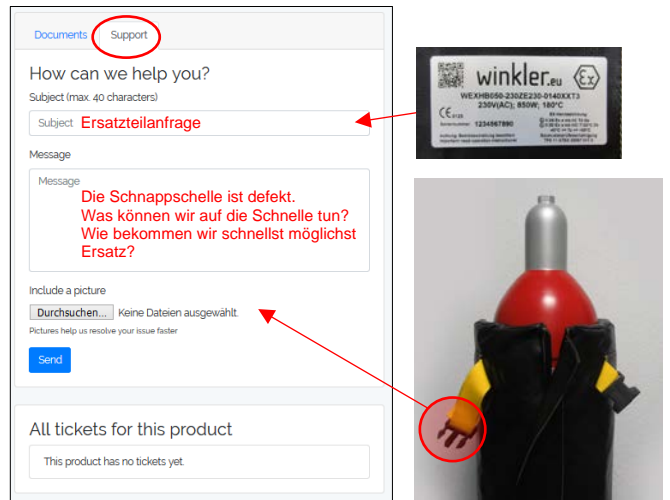 Documents Support
How can we help you?
Subject (max. 40 characters)
Subject Ersatzteilanfrage
Message
Message
Die Schnappschelle ist defekt.
Was können wir auf die Schnelle tun?
Wie bekommen wir schnellst möglichst
Ersatz?
Include a picture
Durchsuchen... Keine Dateien ausgewählt.
Pictures help us resolve your issue faster
Send
All tickets for this product
This product has no tickets yet.
winkler.eu Ex
WEXHB050-230ZE230-0140XXT3
230V(AC); 850W; 180°C
1234567890